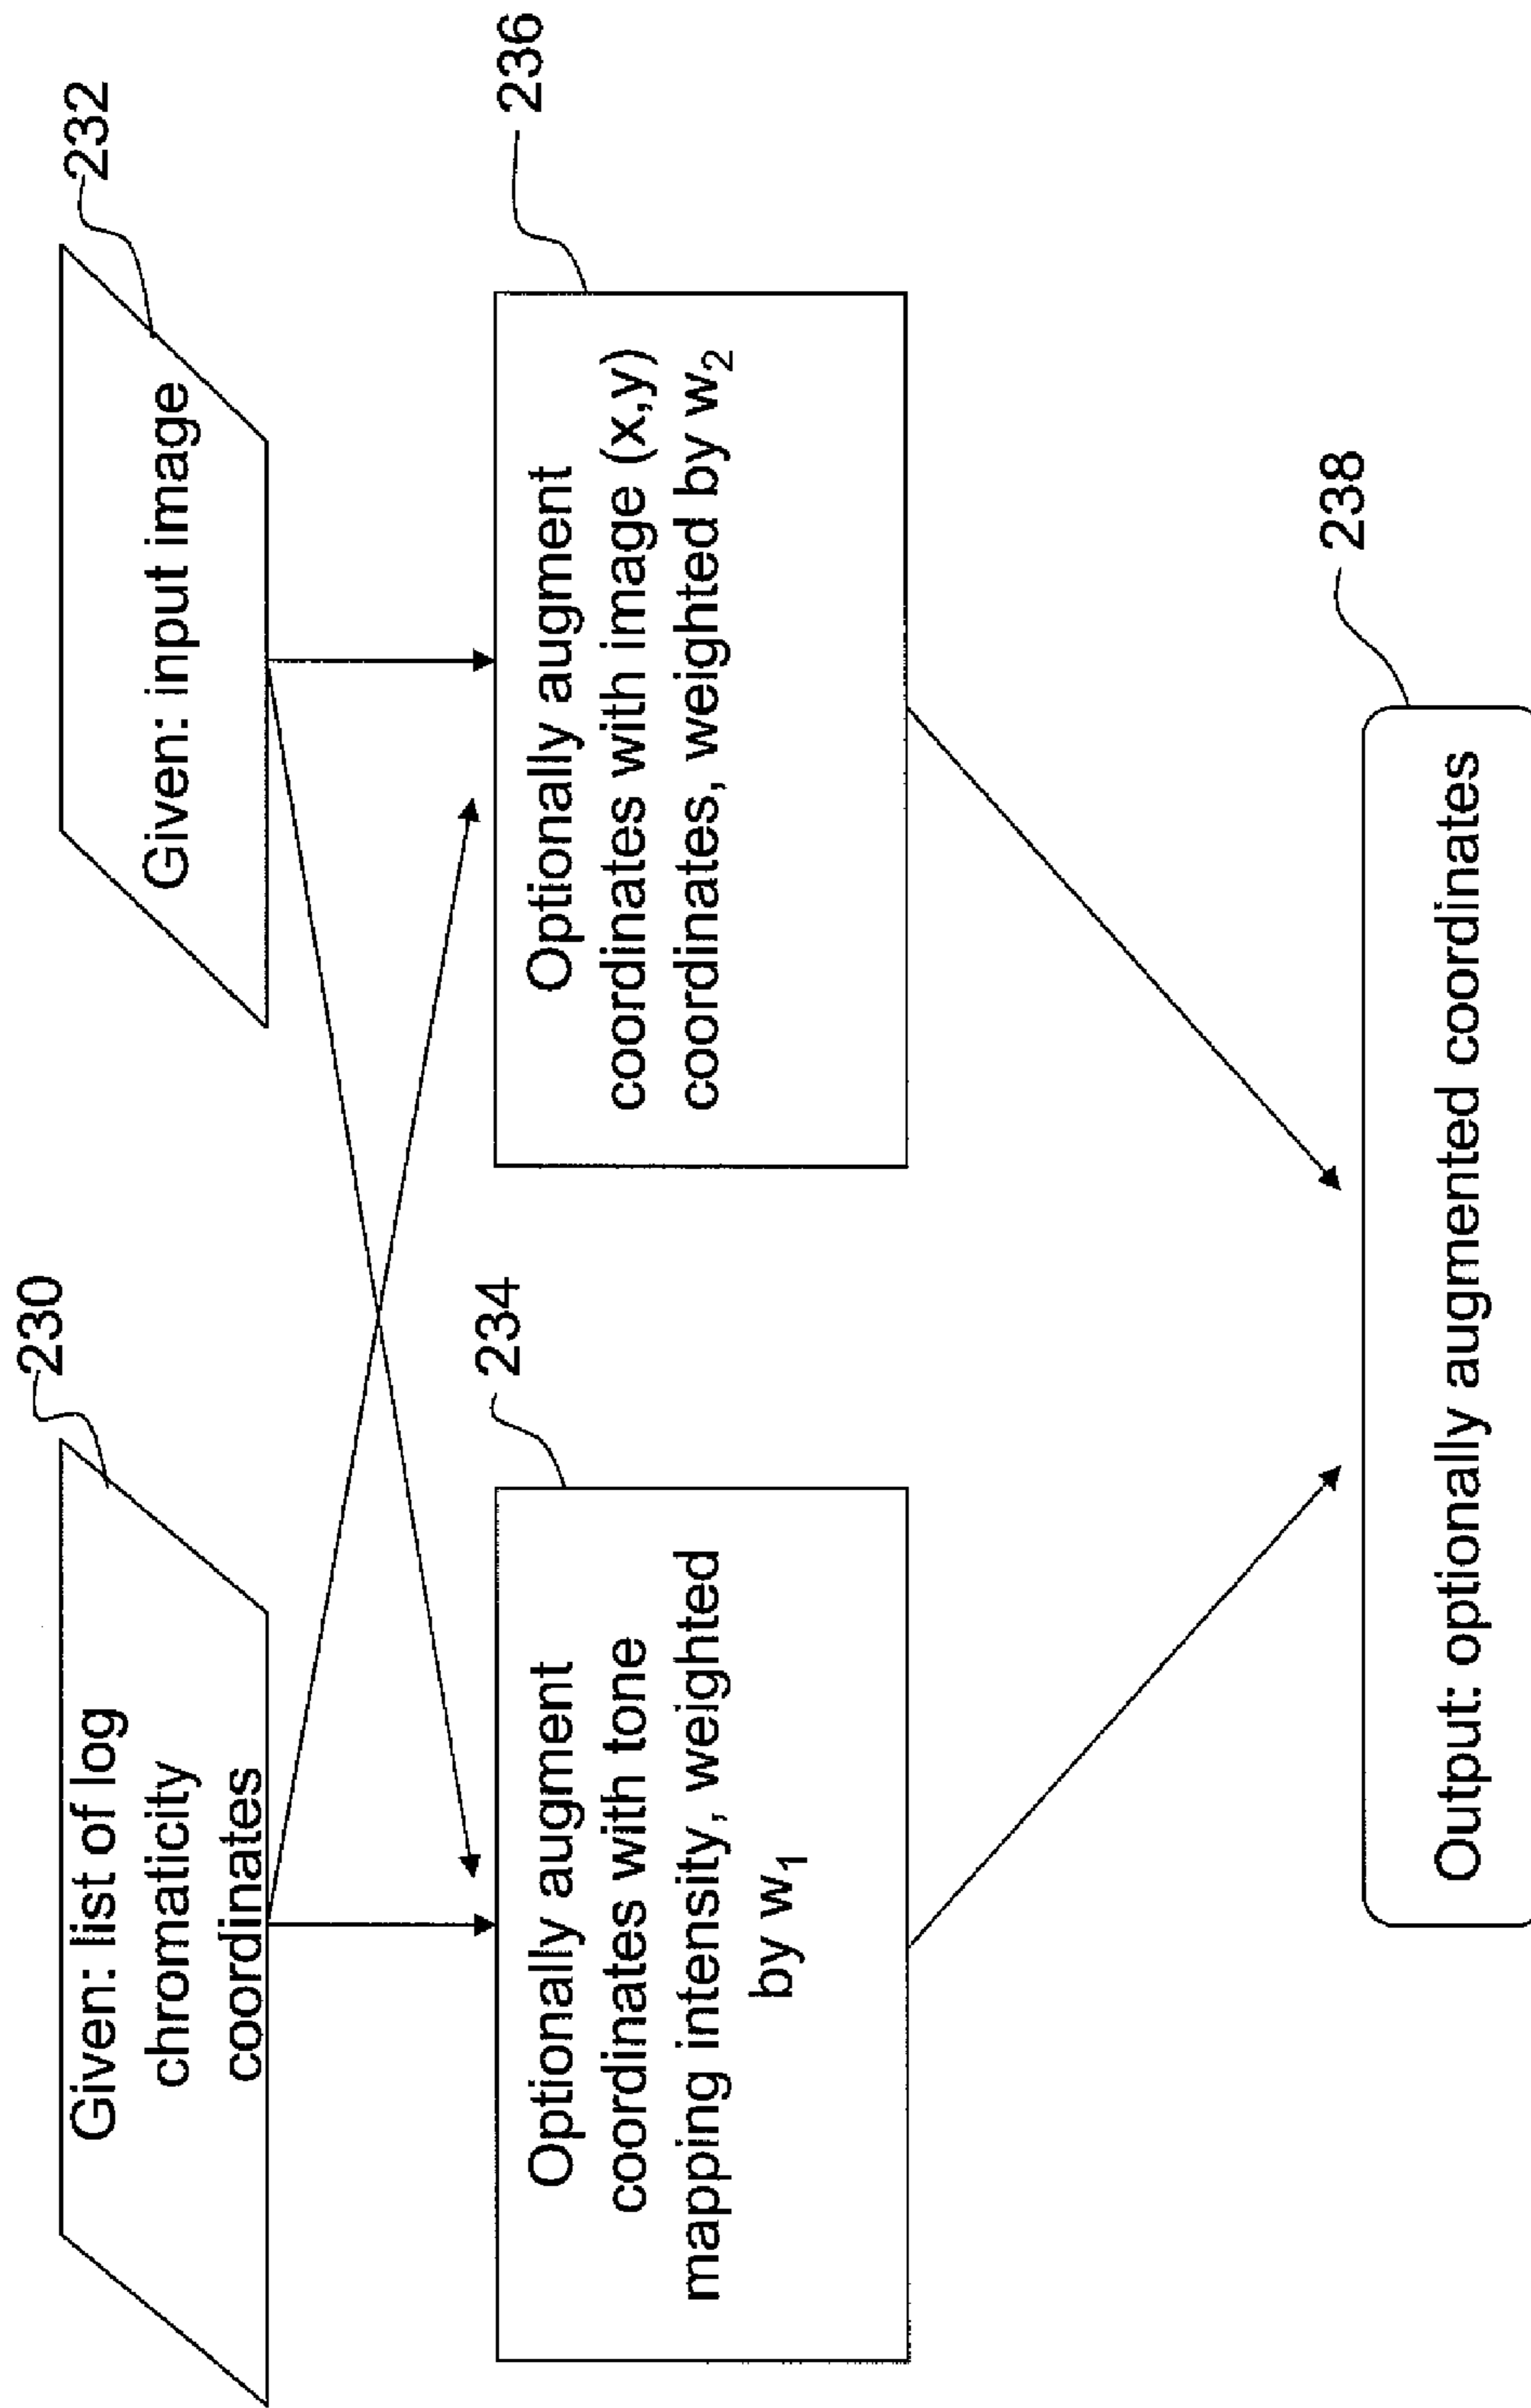 230
Given: list of log
chromaticity
coordinates
232
Given: input image
234
Optionally augment
coordinates with tone
mapping intensity, weighted
by w₁
236
Optionally augment
coordinates with image (x,y)
coordinates, weighted by w₂
238
Output: optionally augmented coordinates